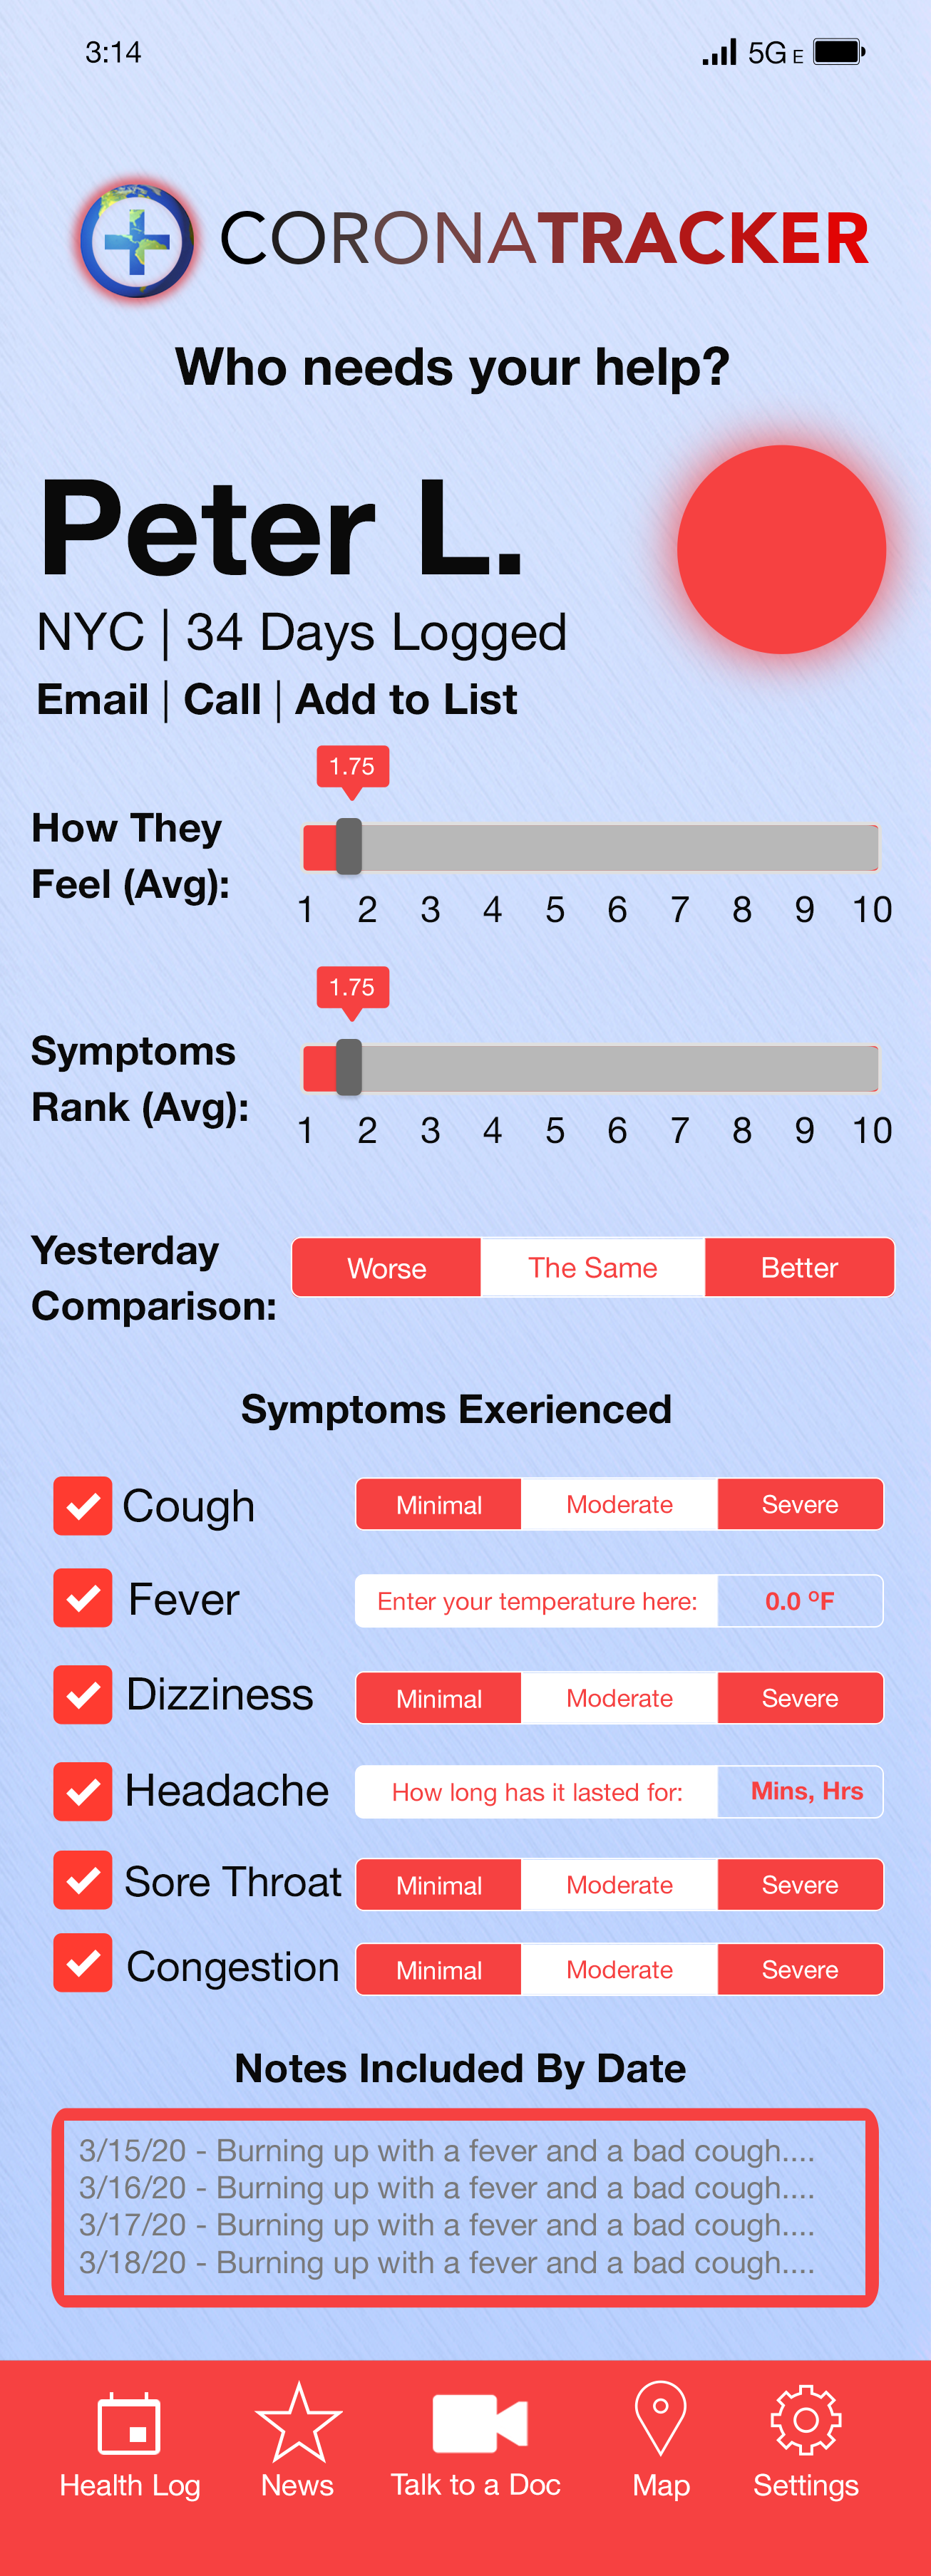 3:14
5G E
CORONATRACKER
Who needs your help?
Peter L.
NYC | 34 Days Logged
Email | Call | Add to List
1.75
How They
Feel (Avg):
1 2 3 4 5 6 7 8 9 10
1.75
Symptoms
Rank (Avg):
1 2 3 4 5 6 7 8 9 10
Yesterday
Comparison:
Worse The Same Better
Symptoms Exerienced
Cough Minimal Moderate Severe
Fever Enter your temperature here: 0.0 ºF
Dizziness Minimal Moderate Severe
Headache How long has it lasted for: Mins, Hrs
Sore Throat Minimal Moderate Severe
Congestion Minimal Moderate Severe
Notes Included By Date
3/15/20 - Burning up with a fever and a bad cough....
3/16/20 - Burning up with a fever and a bad cough....
3/17/20 - Burning up with a fever and a bad cough....
3/18/20 - Burning up with a fever and a bad cough....
Health Log News Talk to a Doc Map Settings